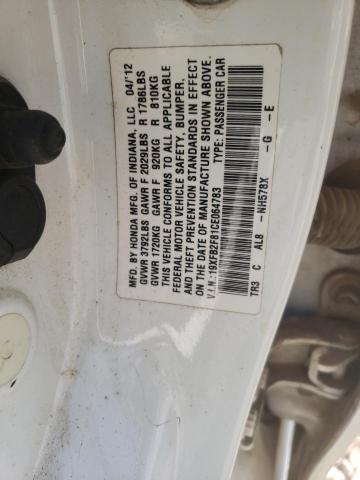 MFD. BY HONDA MFG. OF INDIANA, LLC 04/'12
GVWR 3792LBS GAWR F 2029LBS R 1786LBS
GVWR 1720KG GAWR F 920KG R 810KG
THIS VEHICLE CONFORMS TO ALL APPLICABLE
FEDERAL MOTOR VEHICLE SAFETY, BUMPER,
AND THEFT PREVENTION STANDARDS IN EFFECT
ON THE DATE OF MANUFACTURE SHOWN ABOVE.
V.I.N.:19XFB2F81CE064783 TYPE: PASSENGER CAR
TR3 C AL8 -NH578X -G -E